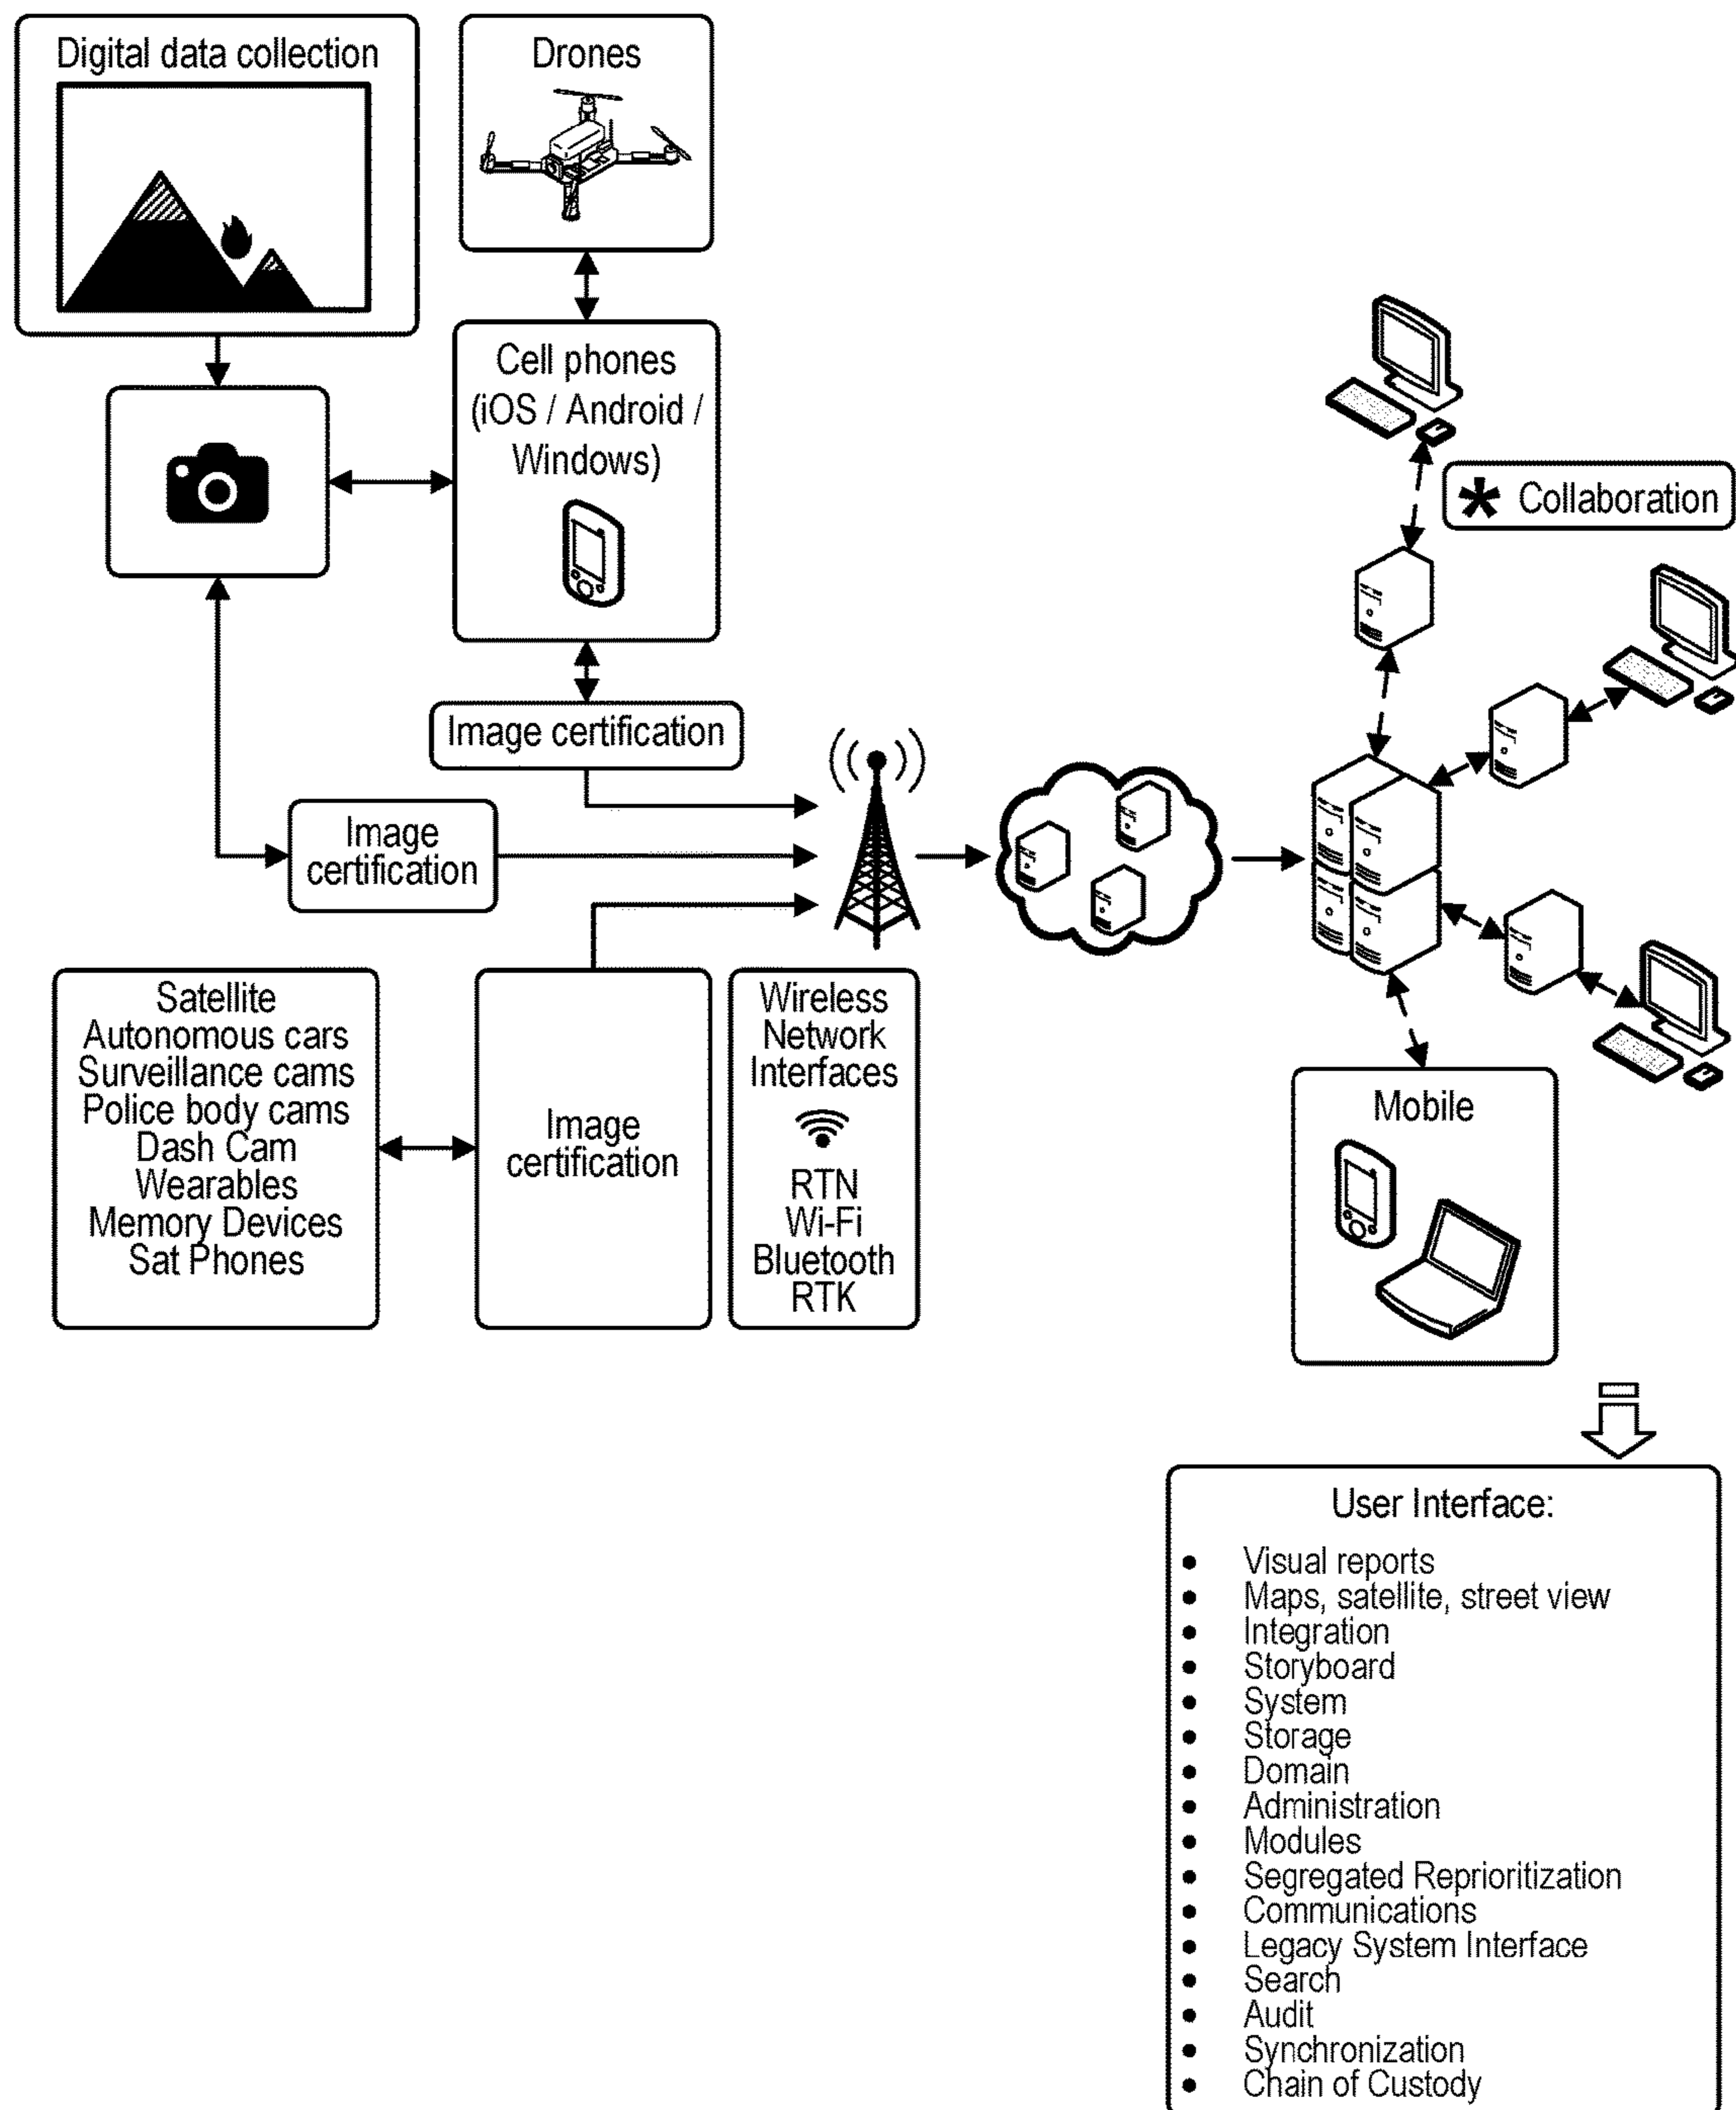 Digital data collection
Drones
Cell phones
(iOS / Android /
Windows)
* Collaboration
Image certification
Image
certification
Satellite
Autonomous cars
Surveillance cams
Police body cams
Dash Cam
Wearables
Memory Devices
Sat Phones
Image
certification
Wireless
Network
Interfaces
RTN
Wi-Fi
Bluetooth
RTK
Mobile
User Interface:
• Visual reports
• Maps, satellite, street view
• Integration
• Storyboard
• System
• Storage
• Domain
• Administration
• Modules
• Segregated Reprioritization
• Communications
• Legacy System Interface
• Search
• Audit
• Synchronization
• Chain of Custody